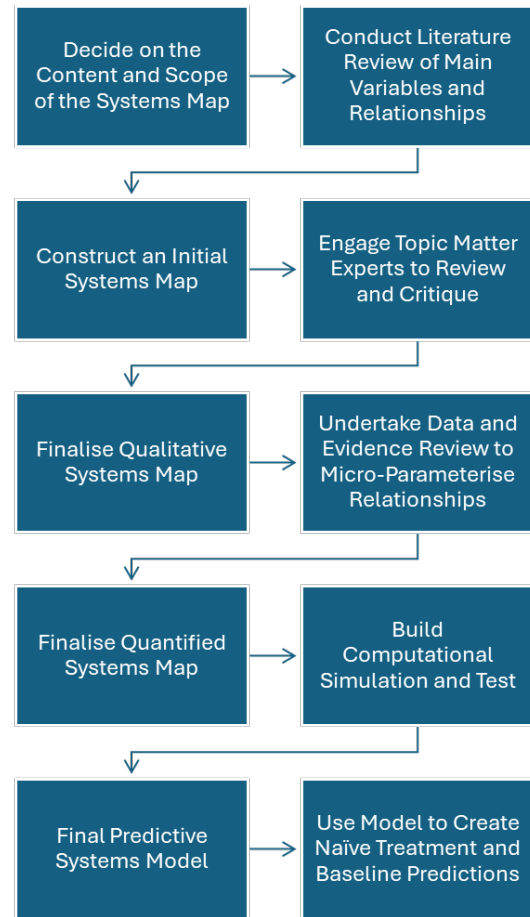 Decide on the
Content and Scope
of the Systems Map
Conduct Literature
Review of Main
Variables and
Relationships
Construct an Initial
Systems Map
Engage Topic Matter
Experts to Review
and Critique
Finalise Qualitative
Systems Map
Undertake Data and
Evidence Review to
Micro-Parameterise
Relationships
Finalise Quantified
Systems Map
Build
Computational
Simulation and Test
Final Predictive
Systems Model
Use Model to Create
Naïve Treatment and
Baseline Predictions